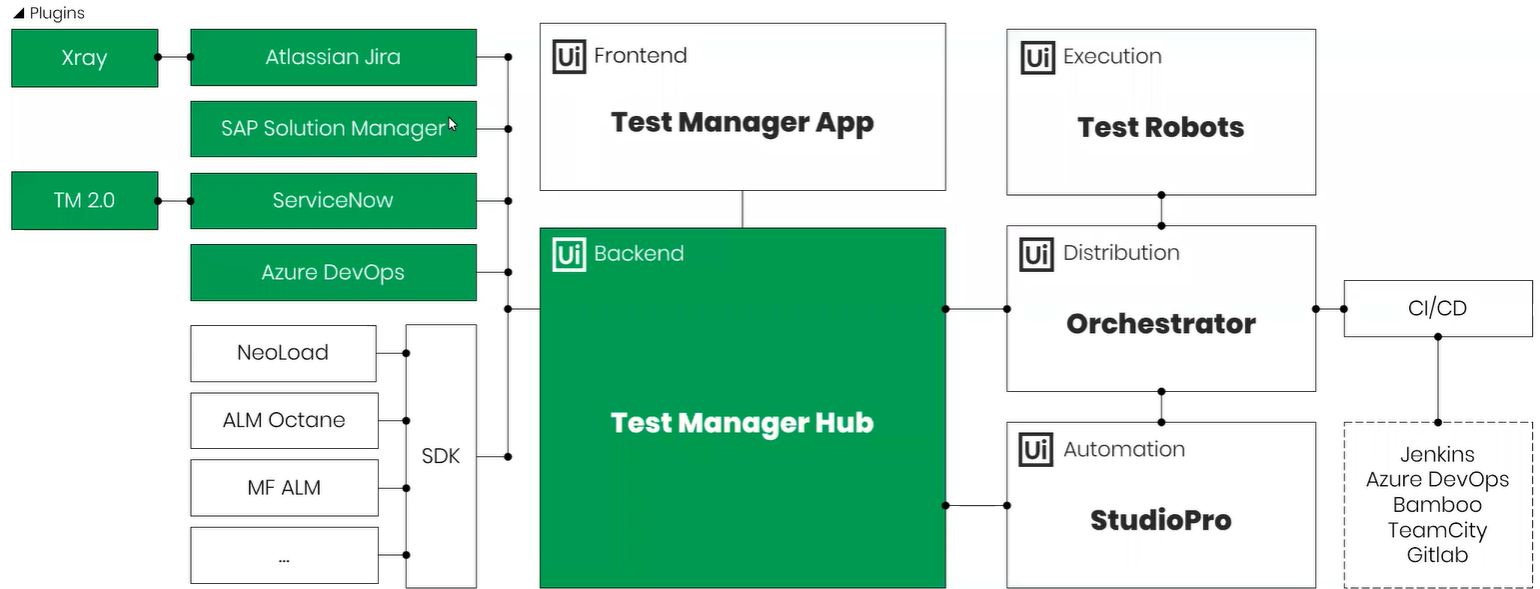 Plugins
Xray
Atlassian Jira
SAP Solution Manager
TM 2.0
ServiceNow
Azure DevOps
NeoLoad
ALM Octane
MF ALM
...
SDK
Ui Frontend
Test Manager App
Ui Backend
Test Manager Hub
Ui Execution
Test Robots
Ui Distribution
Orchestrator
Ui Automation
StudioPro
CI/CD
Jenkins
Azure DevOps
Bamboo
TeamCity
Gitlab